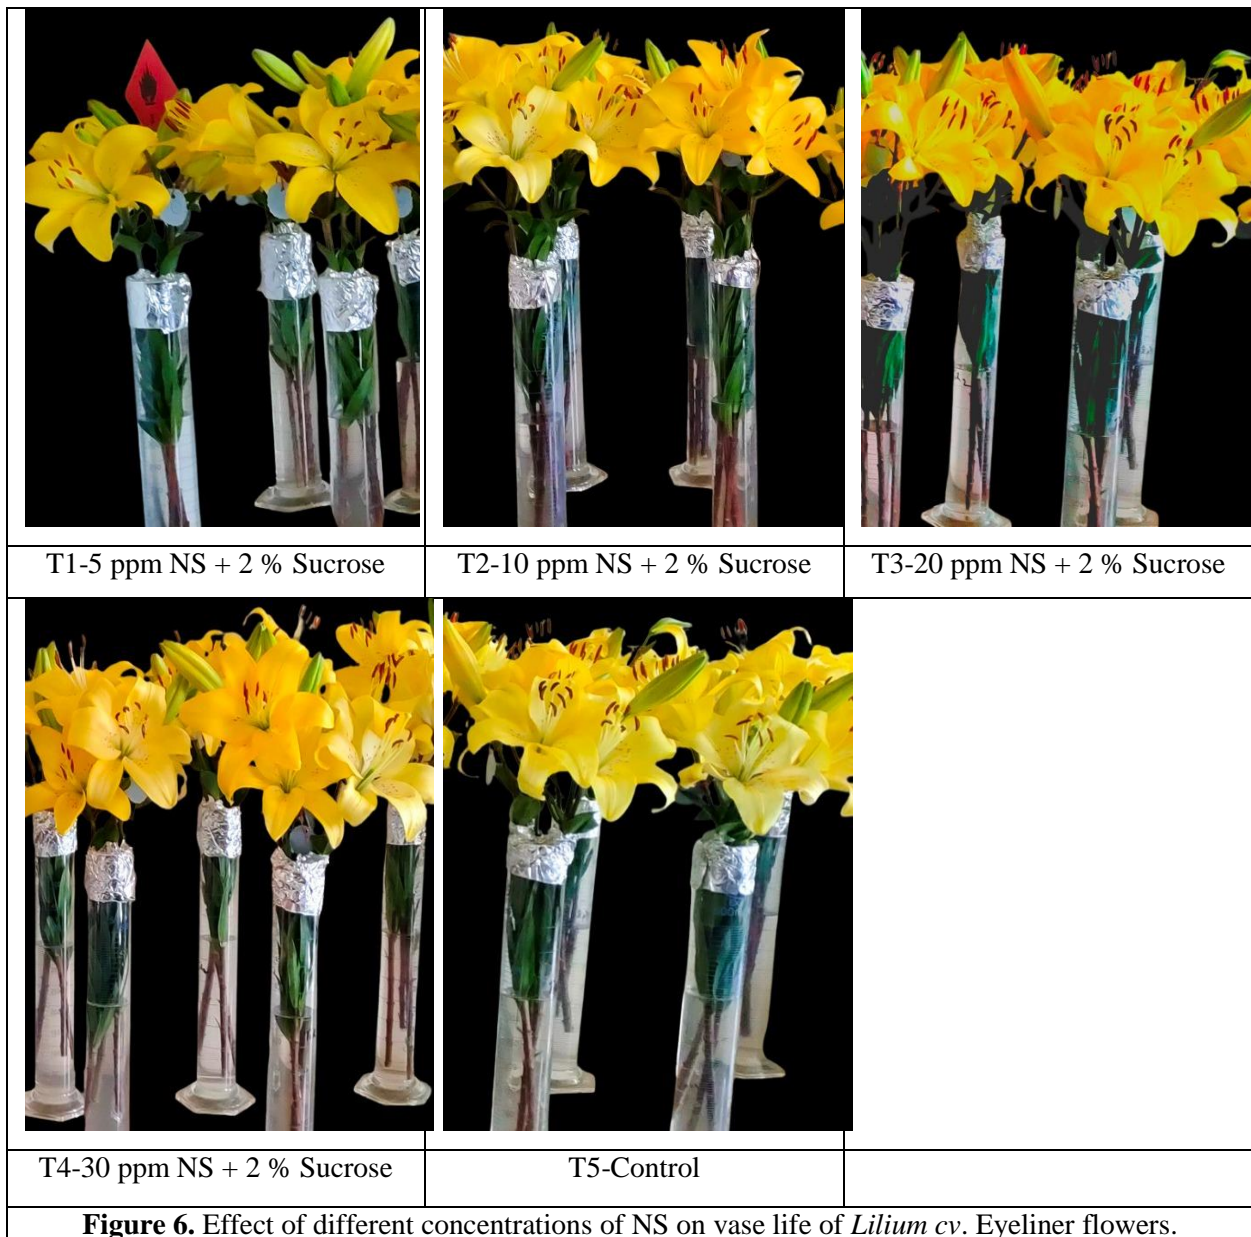 T1-5 ppm NS + 2 % Sucrose
T2-10 ppm NS + 2 % Sucrose
T3-20 ppm NS + 2 % Sucrose
T4-30 ppm NS + 2 % Sucrose
T5-Control
Figure 6. Effect of different concentrations of NS on vase life of Lilium cv. Eyeliner flowers.